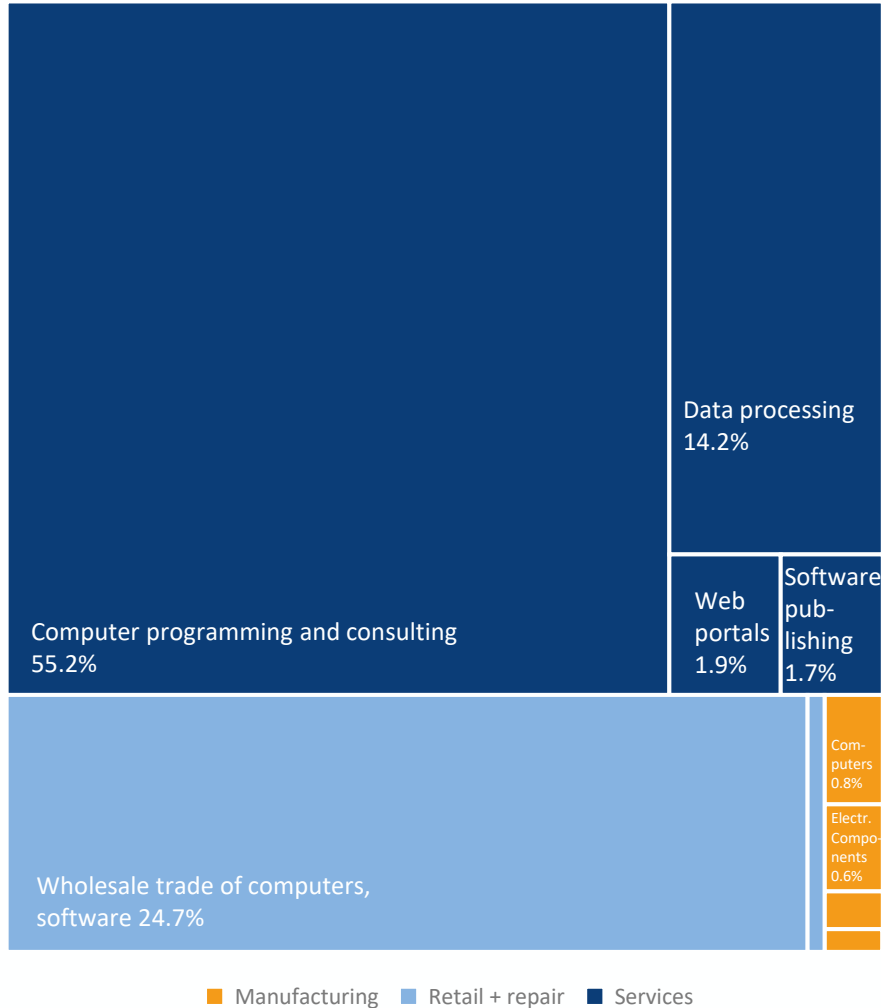 Data processing
14.2%
Computer programming and consulting
55.2%
Web
portals
1.9%
Software
pub-
lishing
1.7%
Wholesale trade of computers,
software 24.7%
Com-
puters
0.8%
Electr.
Compo-
nents
0.6%
Manufacturing
Retail + repair
Services